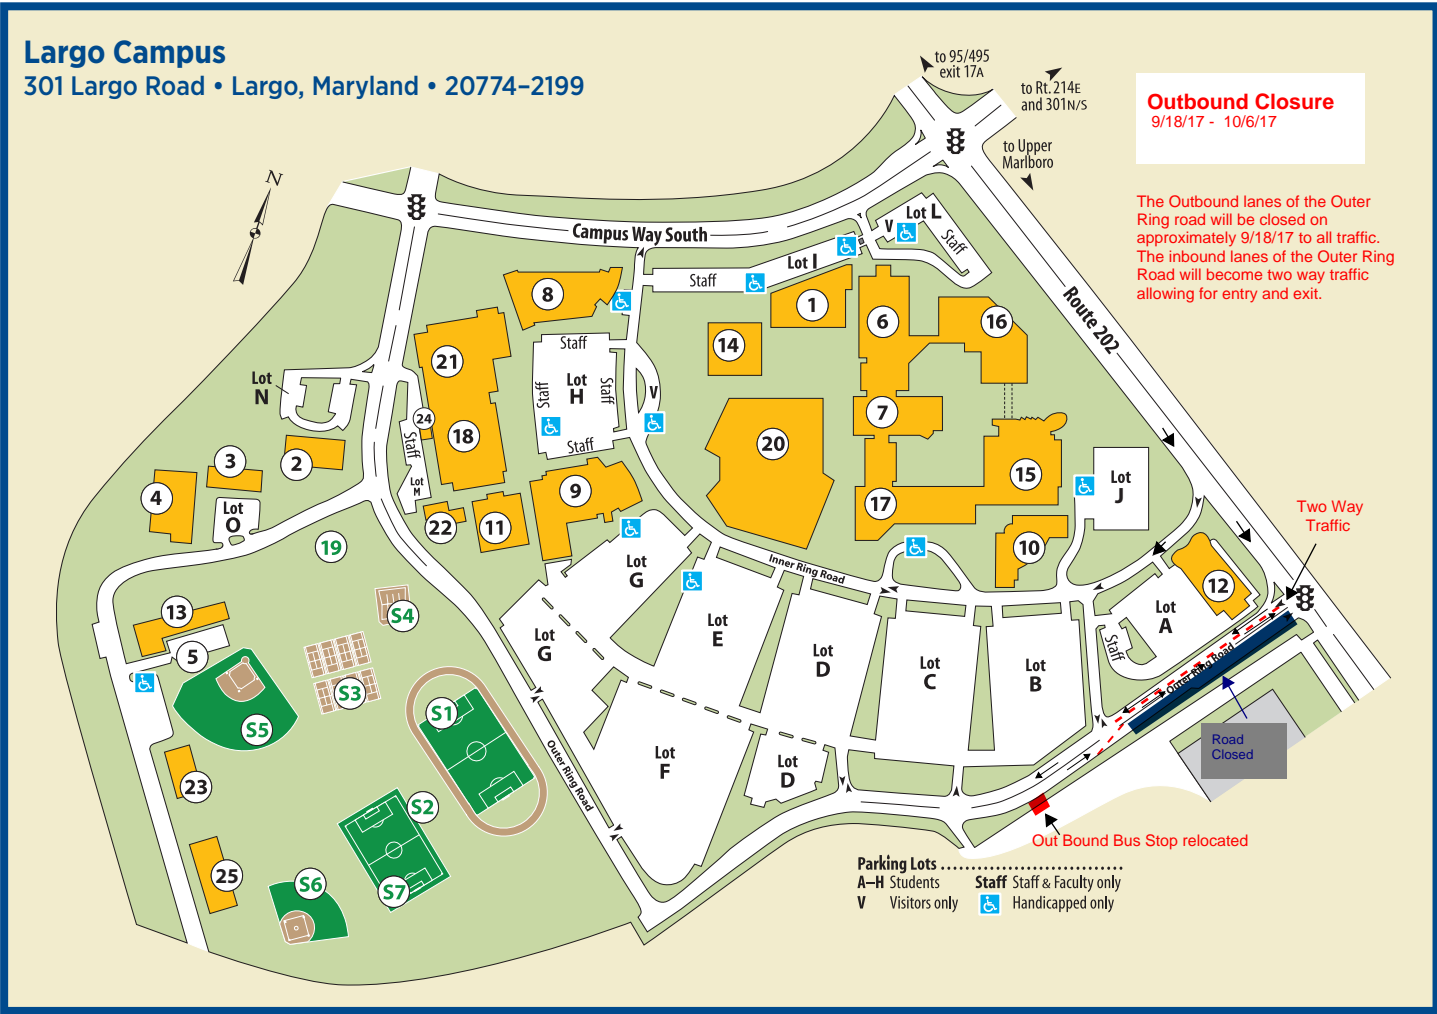 Largo Campus
301 Largo Road • Largo, Maryland • 20774–2199
to 95/495
exit 17A
to Rt. 214E
and 301N/S
to Upper
Marlboro
Outbound Closure
9/18/17 - 10/6/17
The Outbound lanes of the Outer
Ring road will be closed on
approximately 9/18/17 to all traffic.
The inbound lanes of the Outer Ring
Road will become two way traffic
allowing for entry and exit.
N
Campus Way South
Route 202
V
Lot L
Staff
Lot I
Staff
8
1
6
16
14
21
Staff
Lot
H
Staff
Staff
Staff
V
Lot
N
24
18
Staff
Lot
M
7
20
3
2
4
Lot
O
9
15
17
Lot
J
22
11
19
10
Two Way
Traffic
Inner Ring Road
12
Lot
G
Lot
A
Staff
13
S4
5
Lot
G
Lot
E
Lot
D
Lot
C
Lot
B
Outer Ring Road
S3
S1
S5
Road
Closed
Outer Ring Road
Lot
F
Lot
D
23
S2
Out Bound Bus Stop relocated
25
S6
S7
Parking Lots
A–H Students
V Visitors only
Staff Staff & Faculty only
Handicapped only